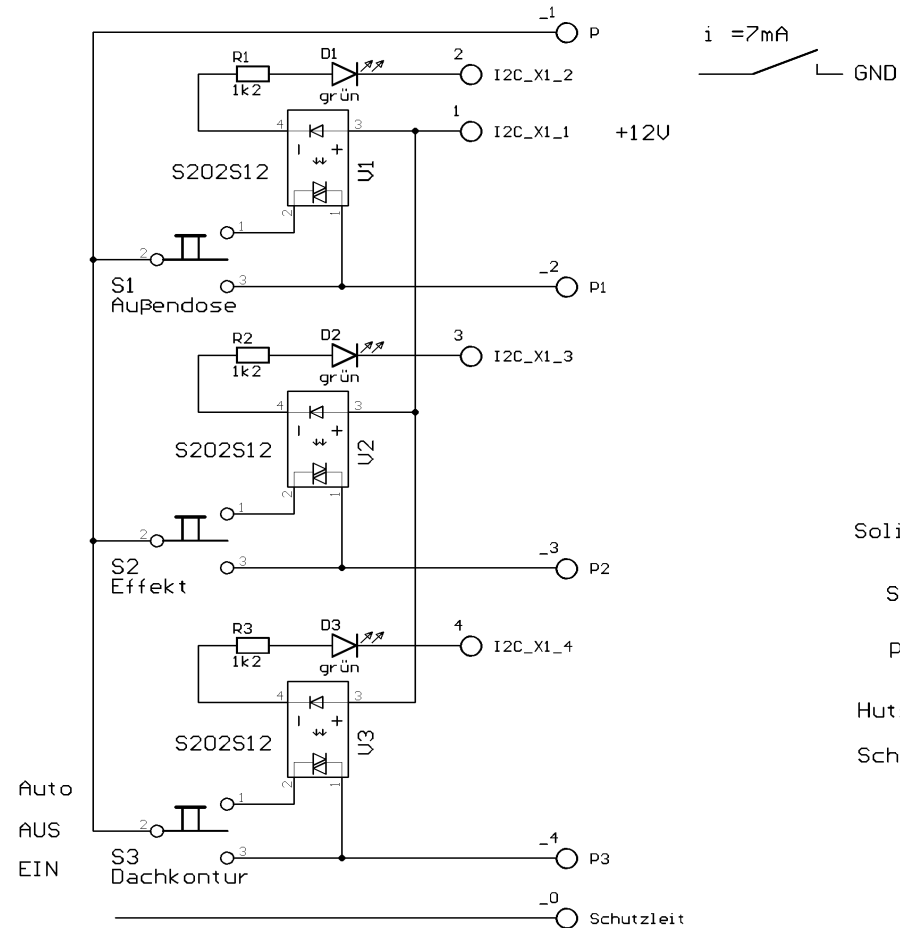 _1
P
i =7mA
GND
R1
1k2
D1
grün
2
I2C_X1_2
1
I2C_X1_1
+12V
4
3
- +
S202S12
V1
2
1
1
2
S1
Außendose
3
_2
P1
R2
1k2
D2
grün
3
I2C_X1_3
4
3
- +
S202S12
V2
2
1
1
2
S2
Effekt
3
_3
P2
Soli
S
P
Hut
Sch
R3
1k2
D3
grün
4
I2C_X1_4
4
3
- +
S202S12
V3
2
1
Auto
AUS
EIN
1
2
S3
Dachkontur
3
_4
P3
_0
Schutzleit